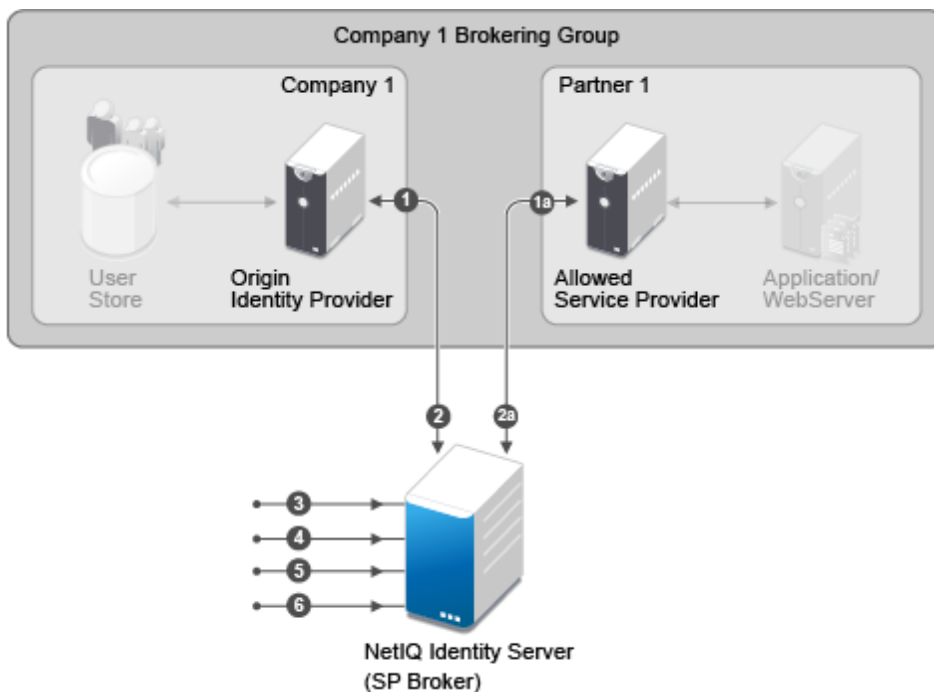 Company 1 Brokering Group
Company 1
Partner 1
User
Store
Origin
Identity Provider
1
1a
Allowed
Service Provider
Application/
WebServer
2
2a
3
4
5
6
NetIQ Identity Server
(SP Broker)